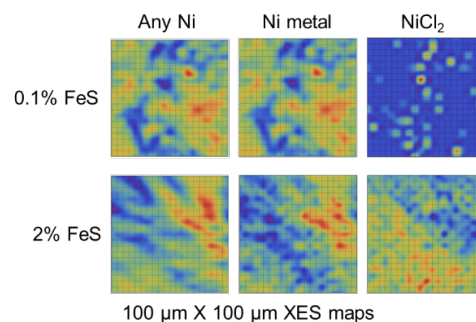 Any Ni Ni metal NiCl₂
0.1% FeS
2% FeS
100 µm X 100 µm XES maps